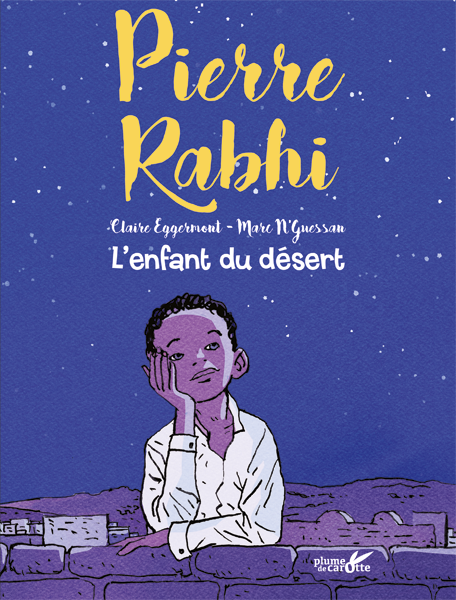 Pierre
Rabhi
Claire Eggermont - Marc N'Guessan
L'enfant du désert
plume
de carotte